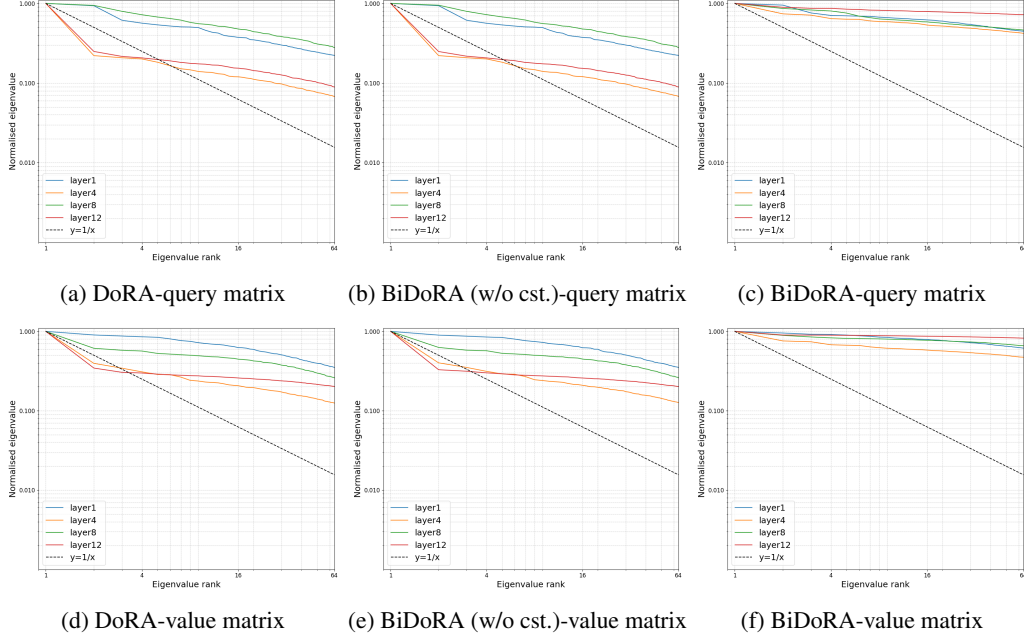 1.000
0.100
0.010
Normalised eigenvalue
layer1
layer4
layer8
layer12
y=1/x
1 4 16 64
Eigenvalue rank
(a) DoRA-query matrix
1.000
0.100
0.010
Normalised eigenvalue
layer1
layer4
layer8
layer12
y=1/x
1 4 16 64
Eigenvalue rank
(b) BiDoRA (w/o cst.)-query matrix
1.000
0.100
0.010
Normalised eigenvalue
layer1
layer4
layer8
layer12
y=1/x
1 4 16 64
Eigenvalue rank
(c) BiDoRA-query matrix
1.000
0.100
0.010
Normalised eigenvalue
layer1
layer4
layer8
layer12
y=1/x
1 4 16 64
Eigenvalue rank
(d) DoRA-value matrix
1.000
0.100
0.010
Normalised eigenvalue
layer1
layer4
layer8
layer12
y=1/x
1 4 16 64
Eigenvalue rank
(e) BiDoRA (w/o cst.)-value matrix
1.000
0.100
0.010
Normalised eigenvalue
layer1
layer4
layer8
layer12
y=1/x
1 4 16 64
Eigenvalue rank
(f) BiDoRA-value matrix